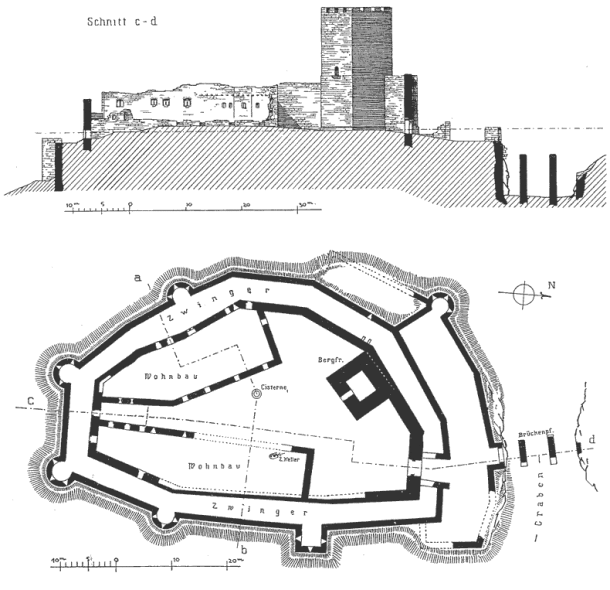 Schnitt c-d
10m 5 0 10 20 30m
a
N
Zwinger
Bergfr.
Wohnbau
Cisterne
C
Brückenpf.
d
z. Keller
Wohnbau
Graben
Zwinger
b
10m 5 0 10 20m